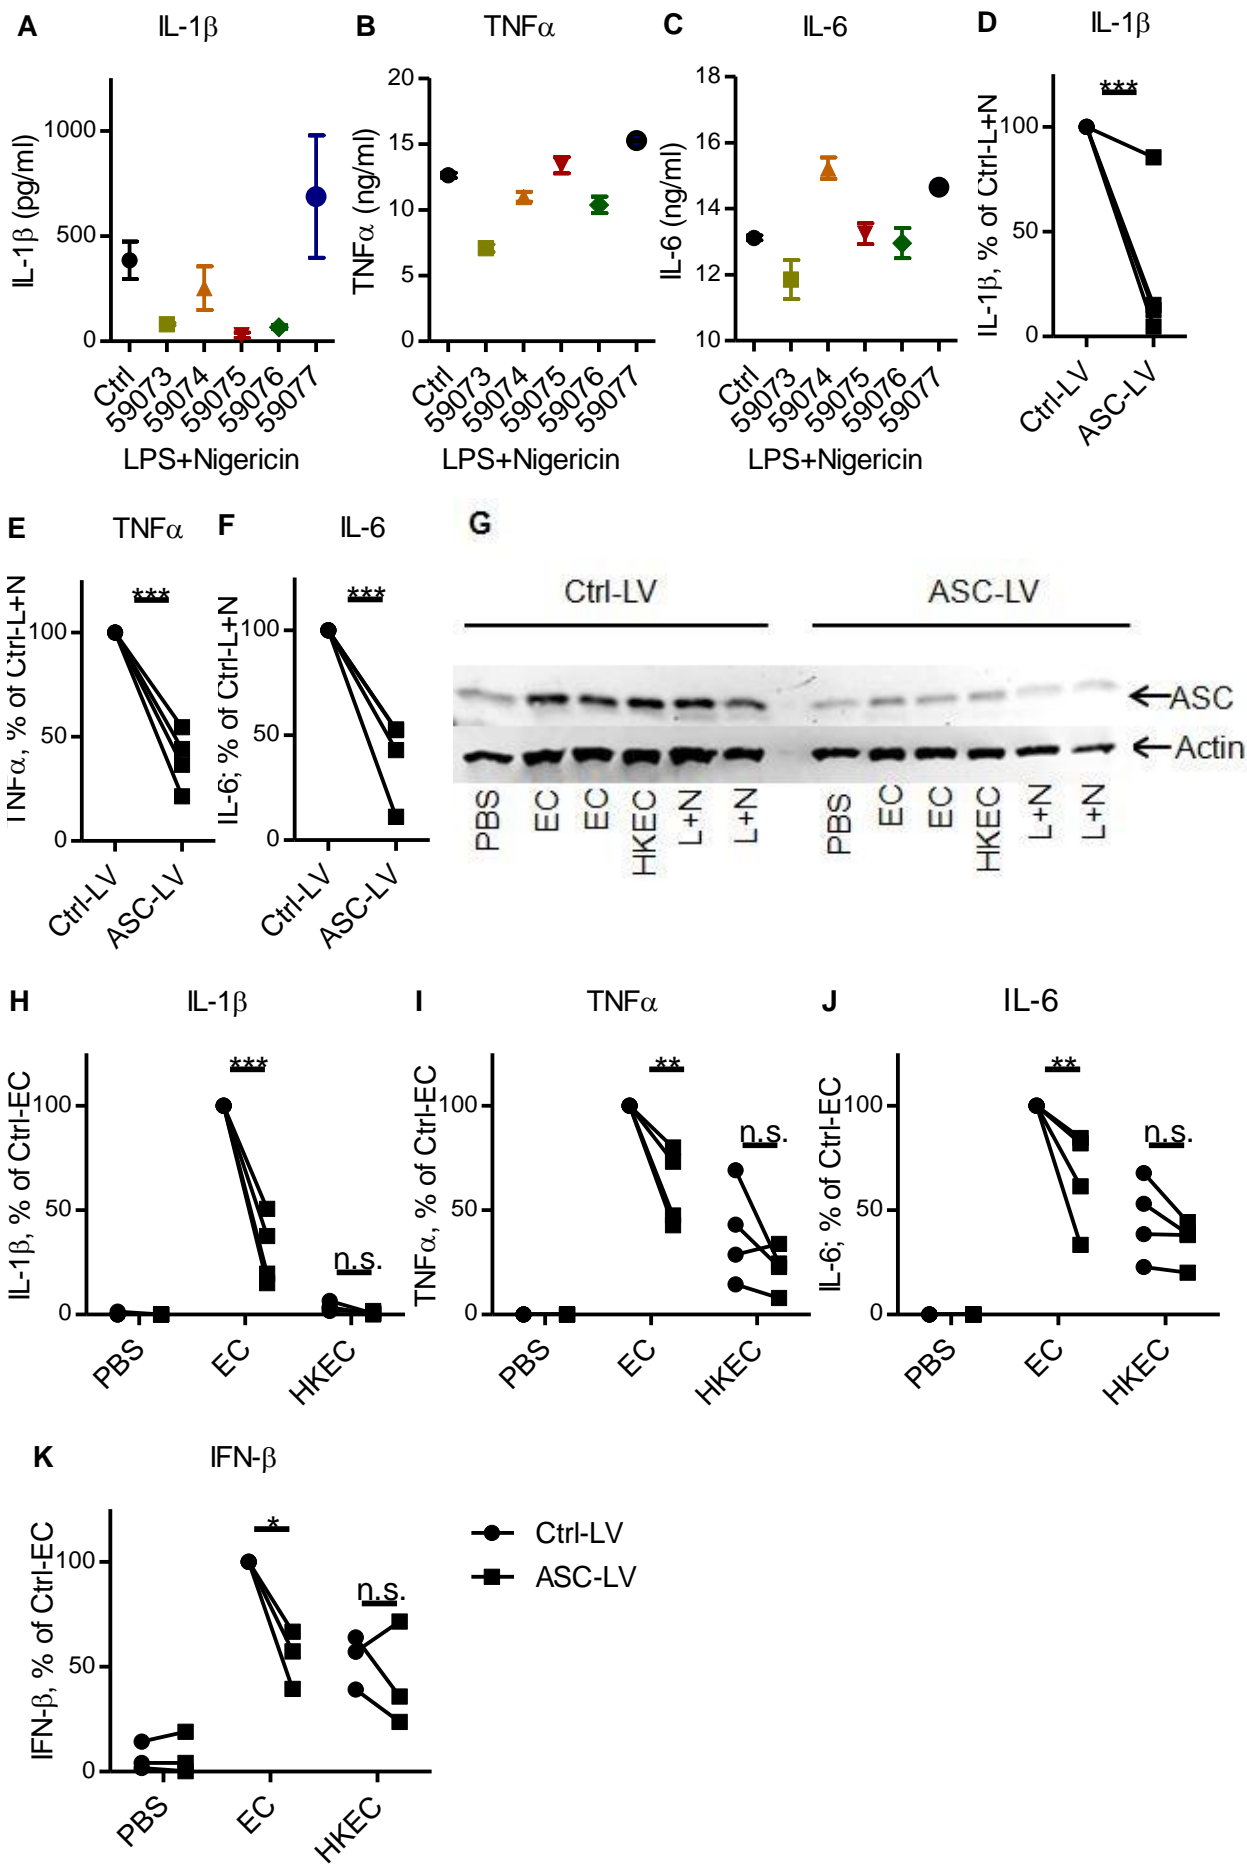 A IL-1β
IL-1β (pg/ml)
1000
500
0
Ctrl
59073
59074
59075
59076
59077
LPS+Nigericin
B TNFα
TNFα (ng/ml)
20
15
10
5
0
Ctrl
59073
59074
59075
59076
59077
LPS+Nigericin
C IL-6
IL-6 (ng/ml)
18
16
14
12
10
Ctrl
59073
59074
59075
59076
59077
LPS+Nigericin
D IL-1β
IL-1β, % of Ctrl-L+N
100
50
0
***
Ctrl-LV
ASC-LV
E TNFα
TNFα, % of Ctrl-L+N
100
50
0
***
Ctrl-LV
ASC-LV
F IL-6
IL-6; % of Ctrl-L+N
100
50
0
***
Ctrl-LV
ASC-LV
G
Ctrl-LV
ASC-LV
ASC
Actin
PBS
EC
EC
HKEC
L+N
L+N
PBS
EC
EC
HKEC
L+N
L+N
H IL-1β
IL-1β, % of Ctrl-EC
100
50
0
***
n.s.
PBS
EC
HKEC
I TNFα
TNFα, % of Ctrl-EC
100
50
0
**
n.s.
PBS
EC
HKEC
J IL-6
IL-6; % of Ctrl-EC
100
50
0
**
n.s.
PBS
EC
HKEC
K IFN-β
IFN-β, % of Ctrl-EC
100
50
0
*
n.s.
PBS
EC
HKEC
Ctrl-LV
ASC-LV